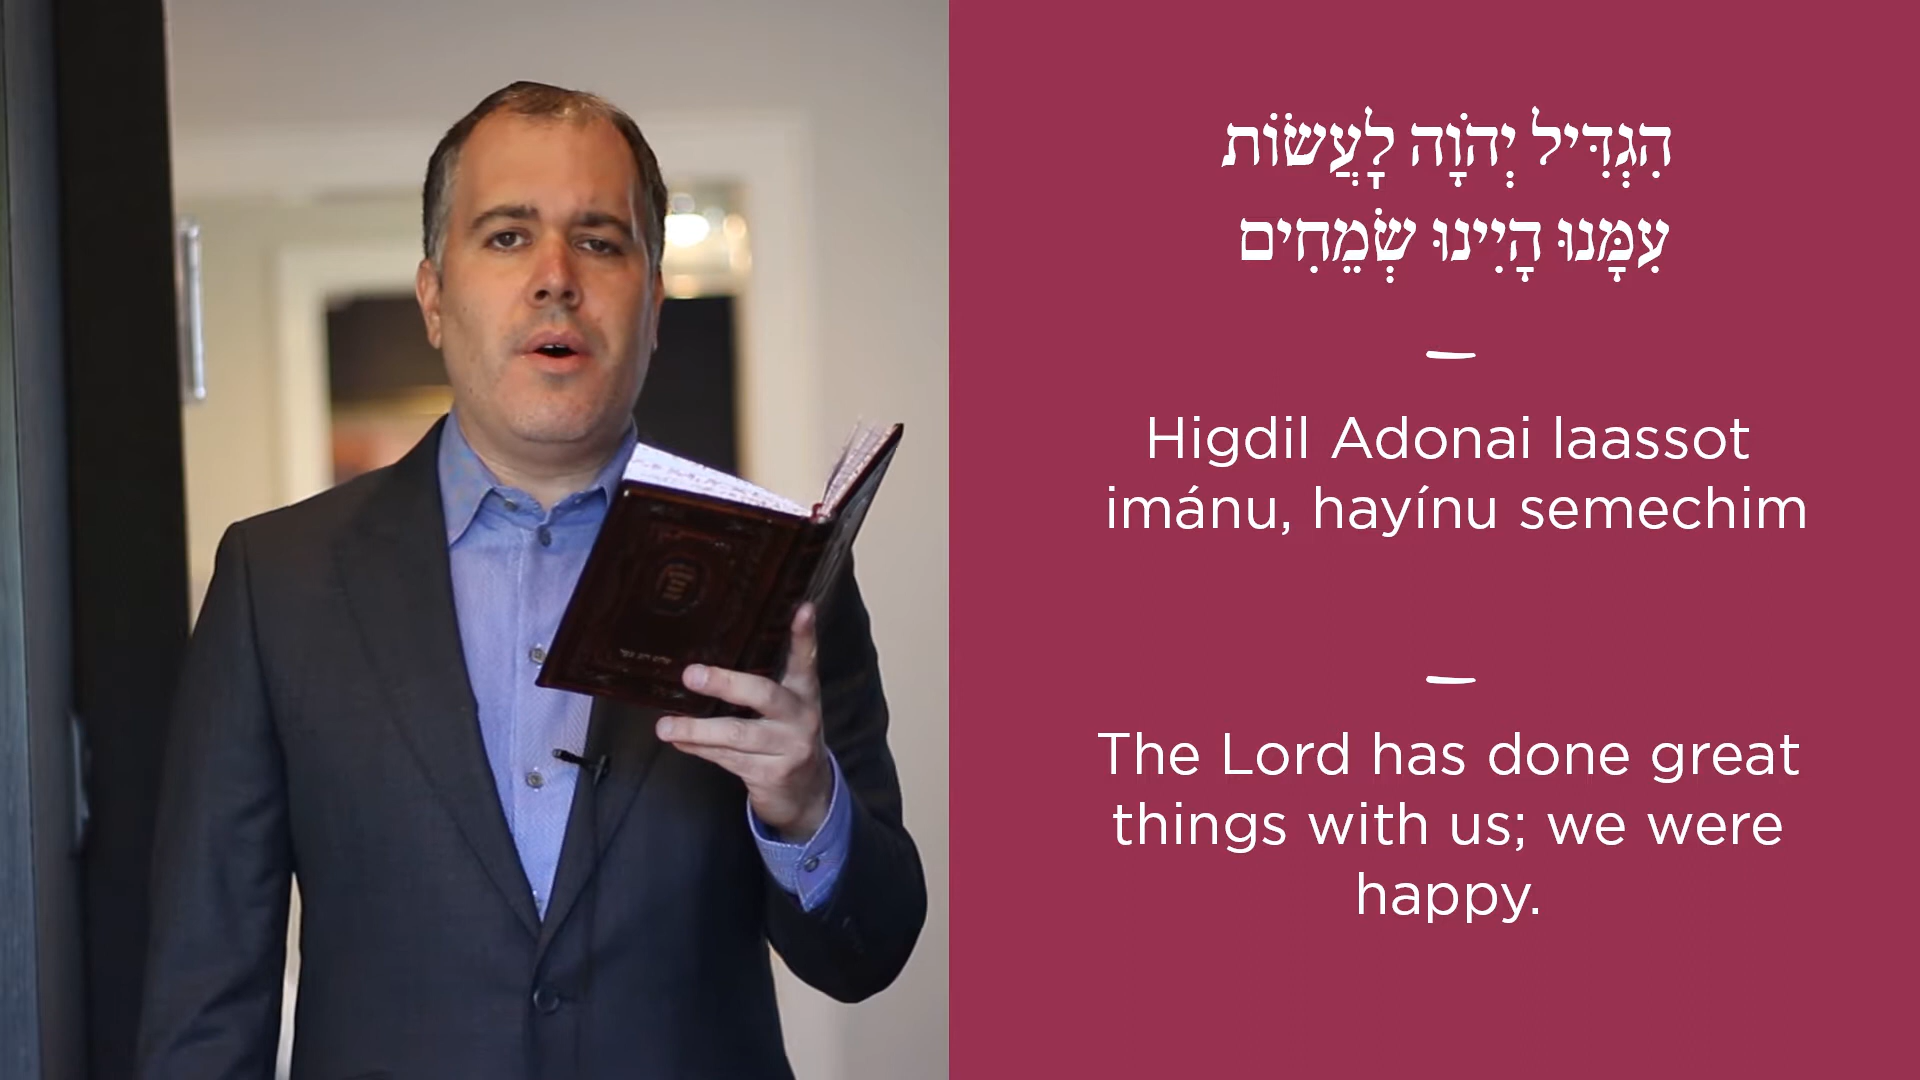 הִגְדִּיל יְהֹוָה לַעֲשׂוֹת
עִמָּנוּ הָיִינוּ שְׂמֵחִים
Higdil Adonai laassot
imánu, hayínu semechim
The Lord has done great
things with us; we were
happy.